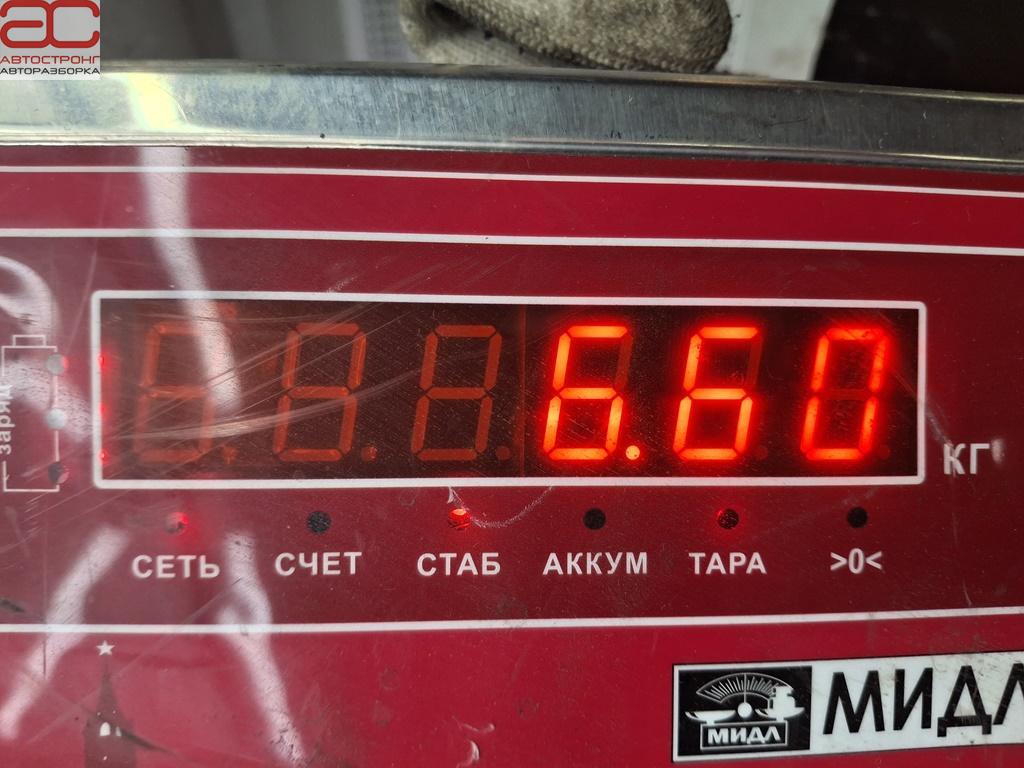 АС
АВТОСТРОНГ
АВТОРАЗБОРКА
6.60
кг
заряд
СЕТЬ СЧЕТ СТАБ АККУМ ТАРА >0<
МИДЛ
МИДЛ